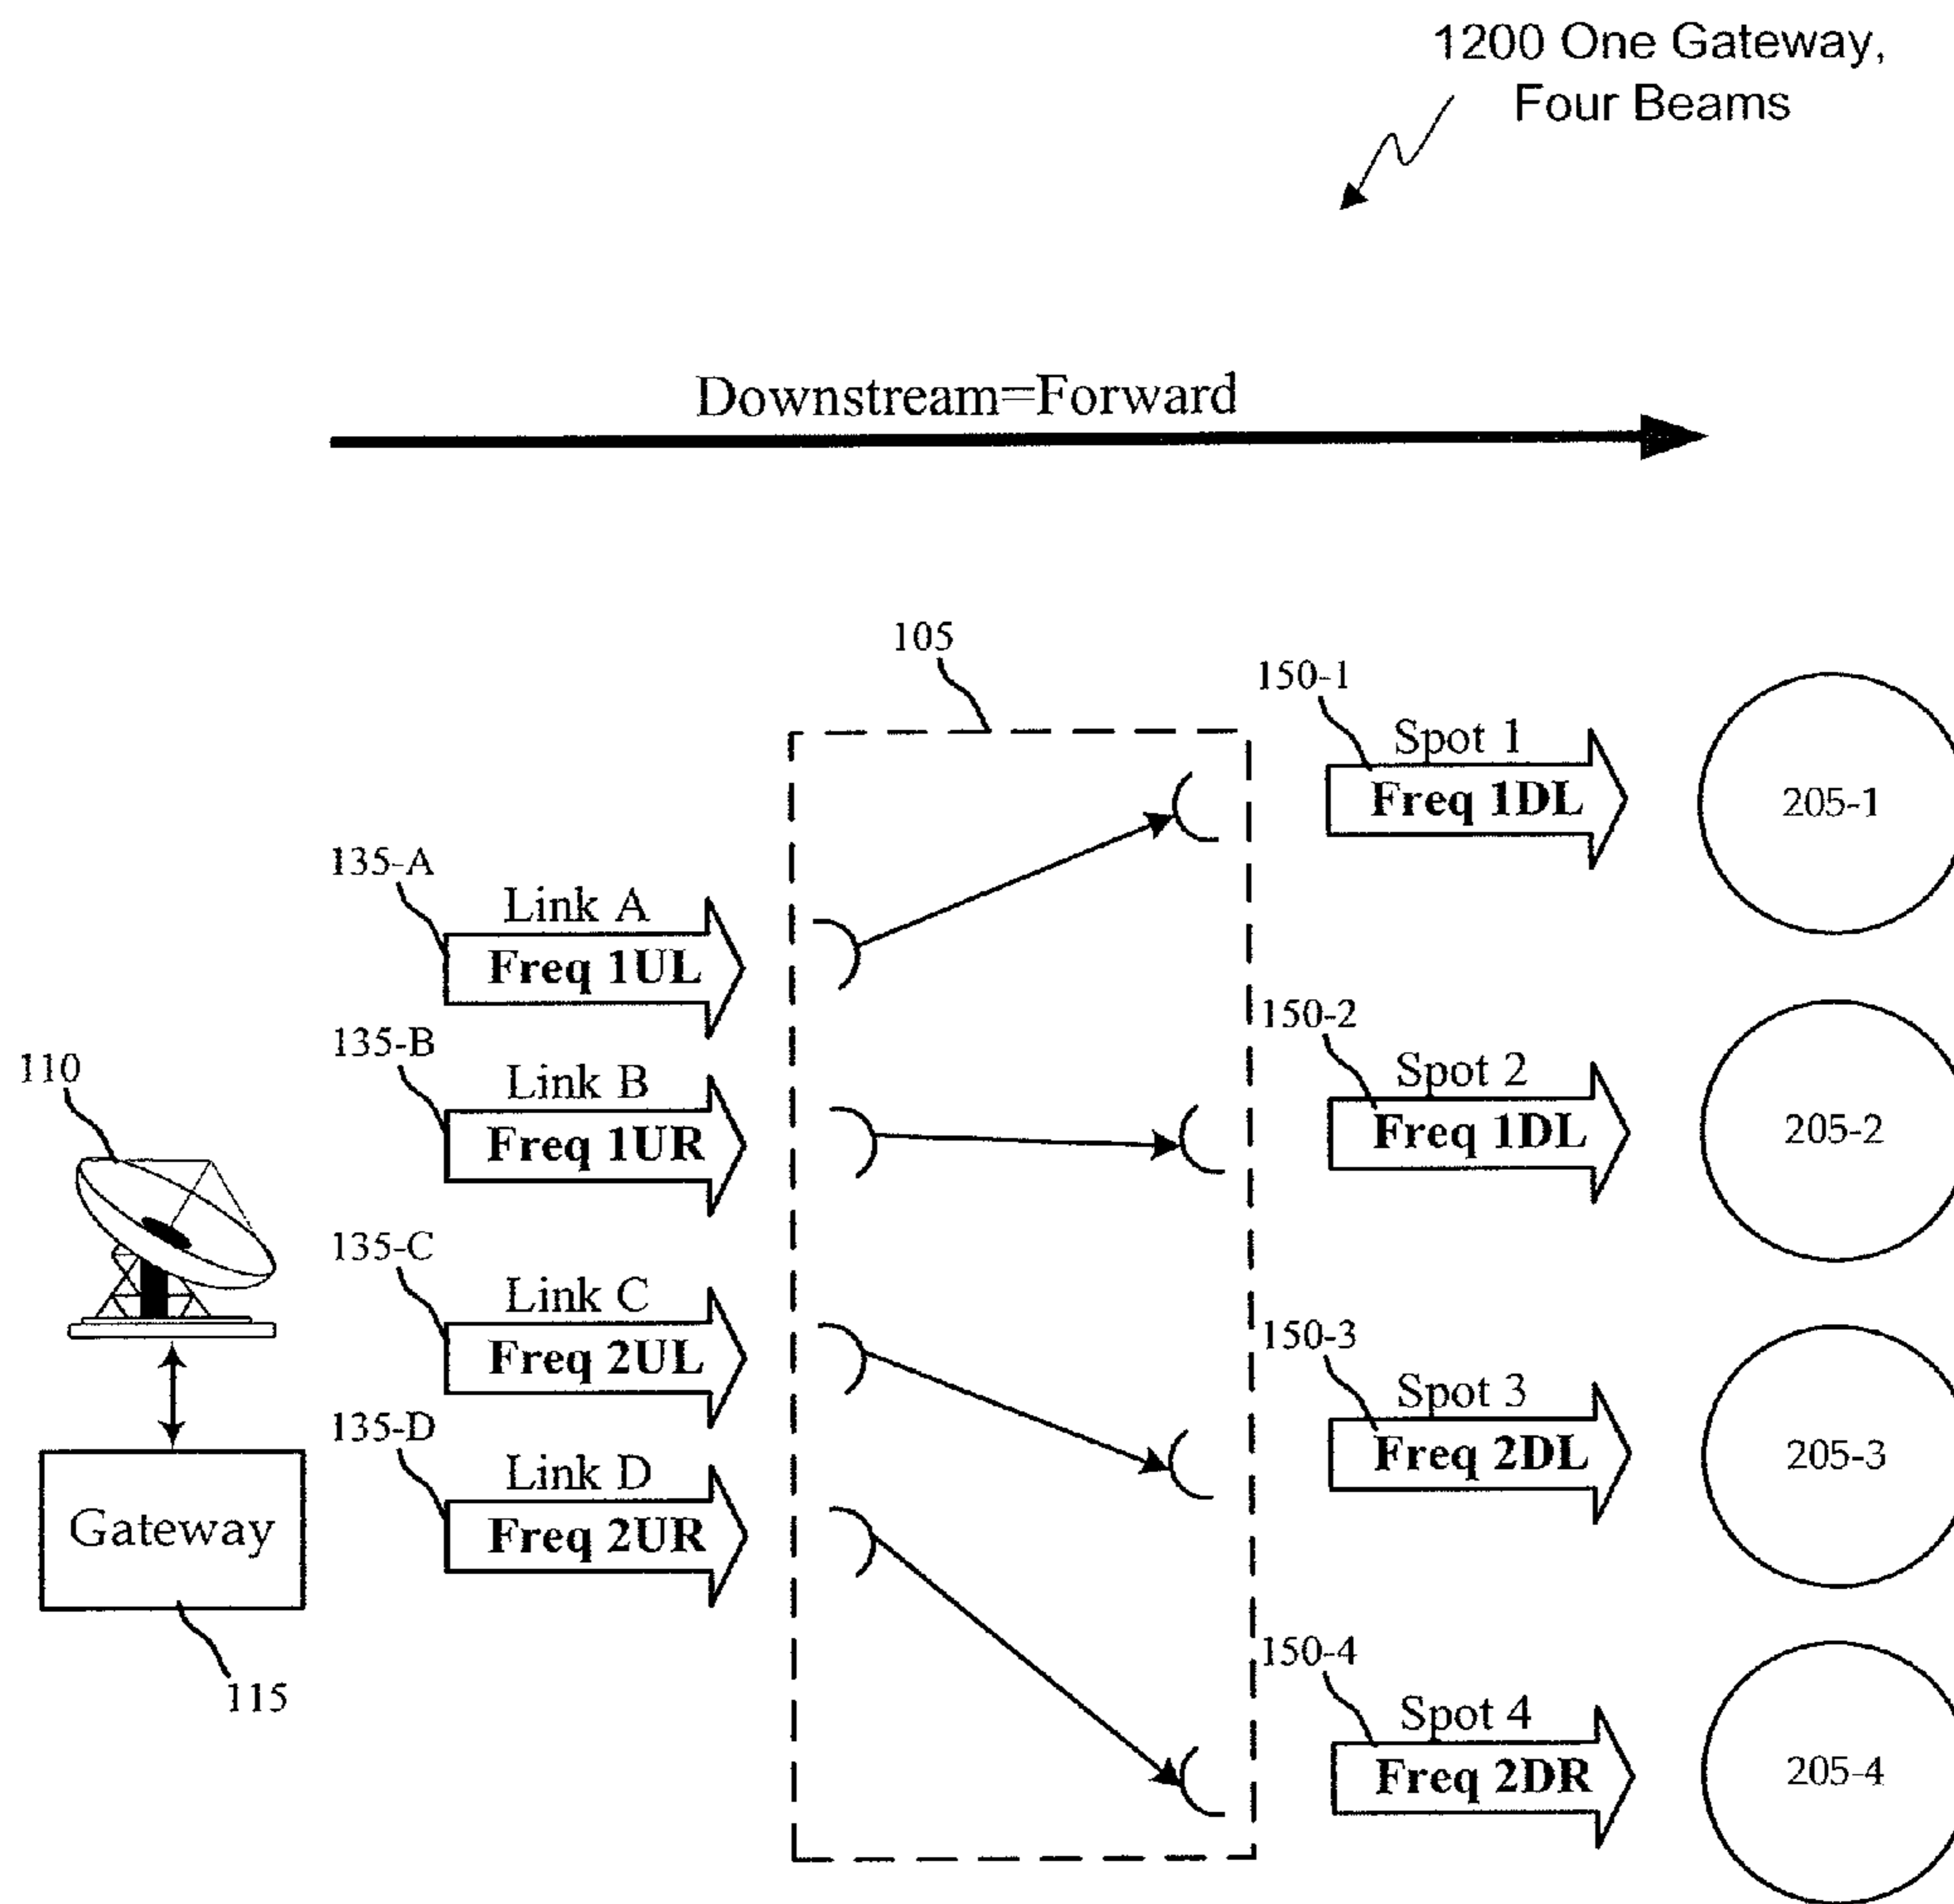 1200 One Gateway,
Four Beams
Downstream=Forward
105
150-1
Spot 1
Freq 1DL
205-1
135-A
Link A
Freq 1UL
150-2
Spot 2
Freq 1DL
205-2
135-B
Link B
Freq 1UR
110
135-C
Link C
Freq 2UL
150-3
Spot 3
Freq 2DL
205-3
135-D
Link D
Freq 2UR
Gateway
115
150-4
Spot 4
Freq 2DR
205-4